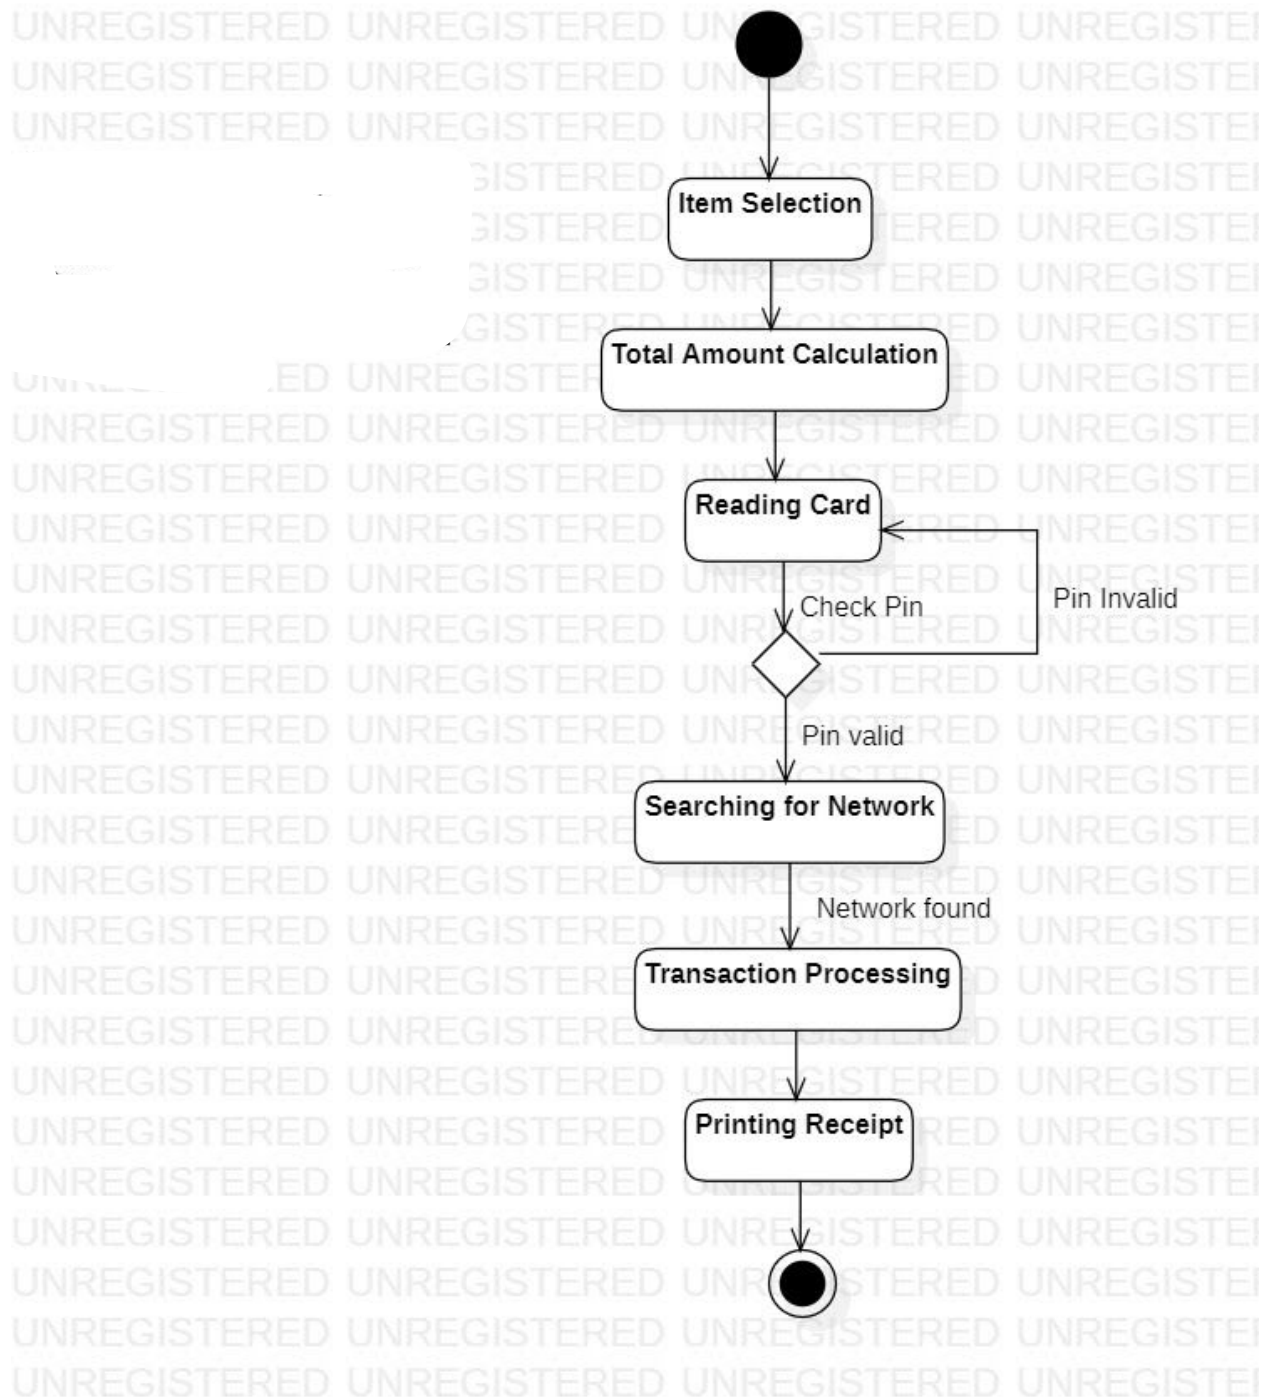 Item Selection
Total Amount Calculation
Reading Card
Check Pin
Pin Invalid
Pin valid
Searching for Network
Network found
Transaction Processing
Printing Receipt
UNREGISTERED